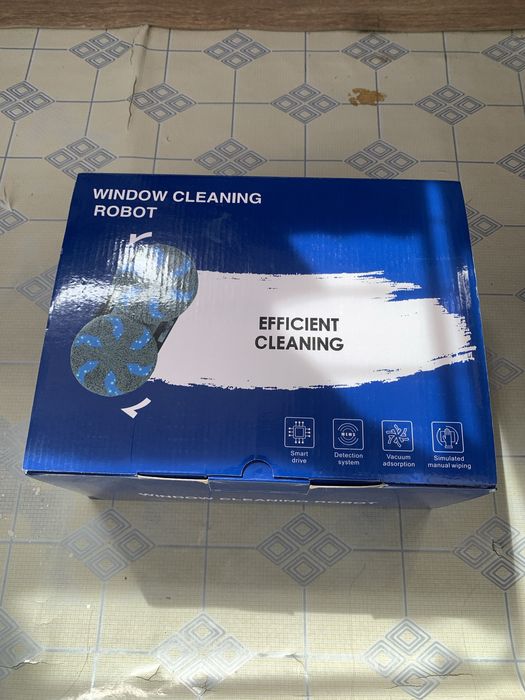 WINDOW CLEANING
ROBOT
EFFICIENT
CLEANING
Smart
drive
Detection
system
Vacuum
adsorption
Simulated
manual wiping
WINDOW CLEANING ROBOT